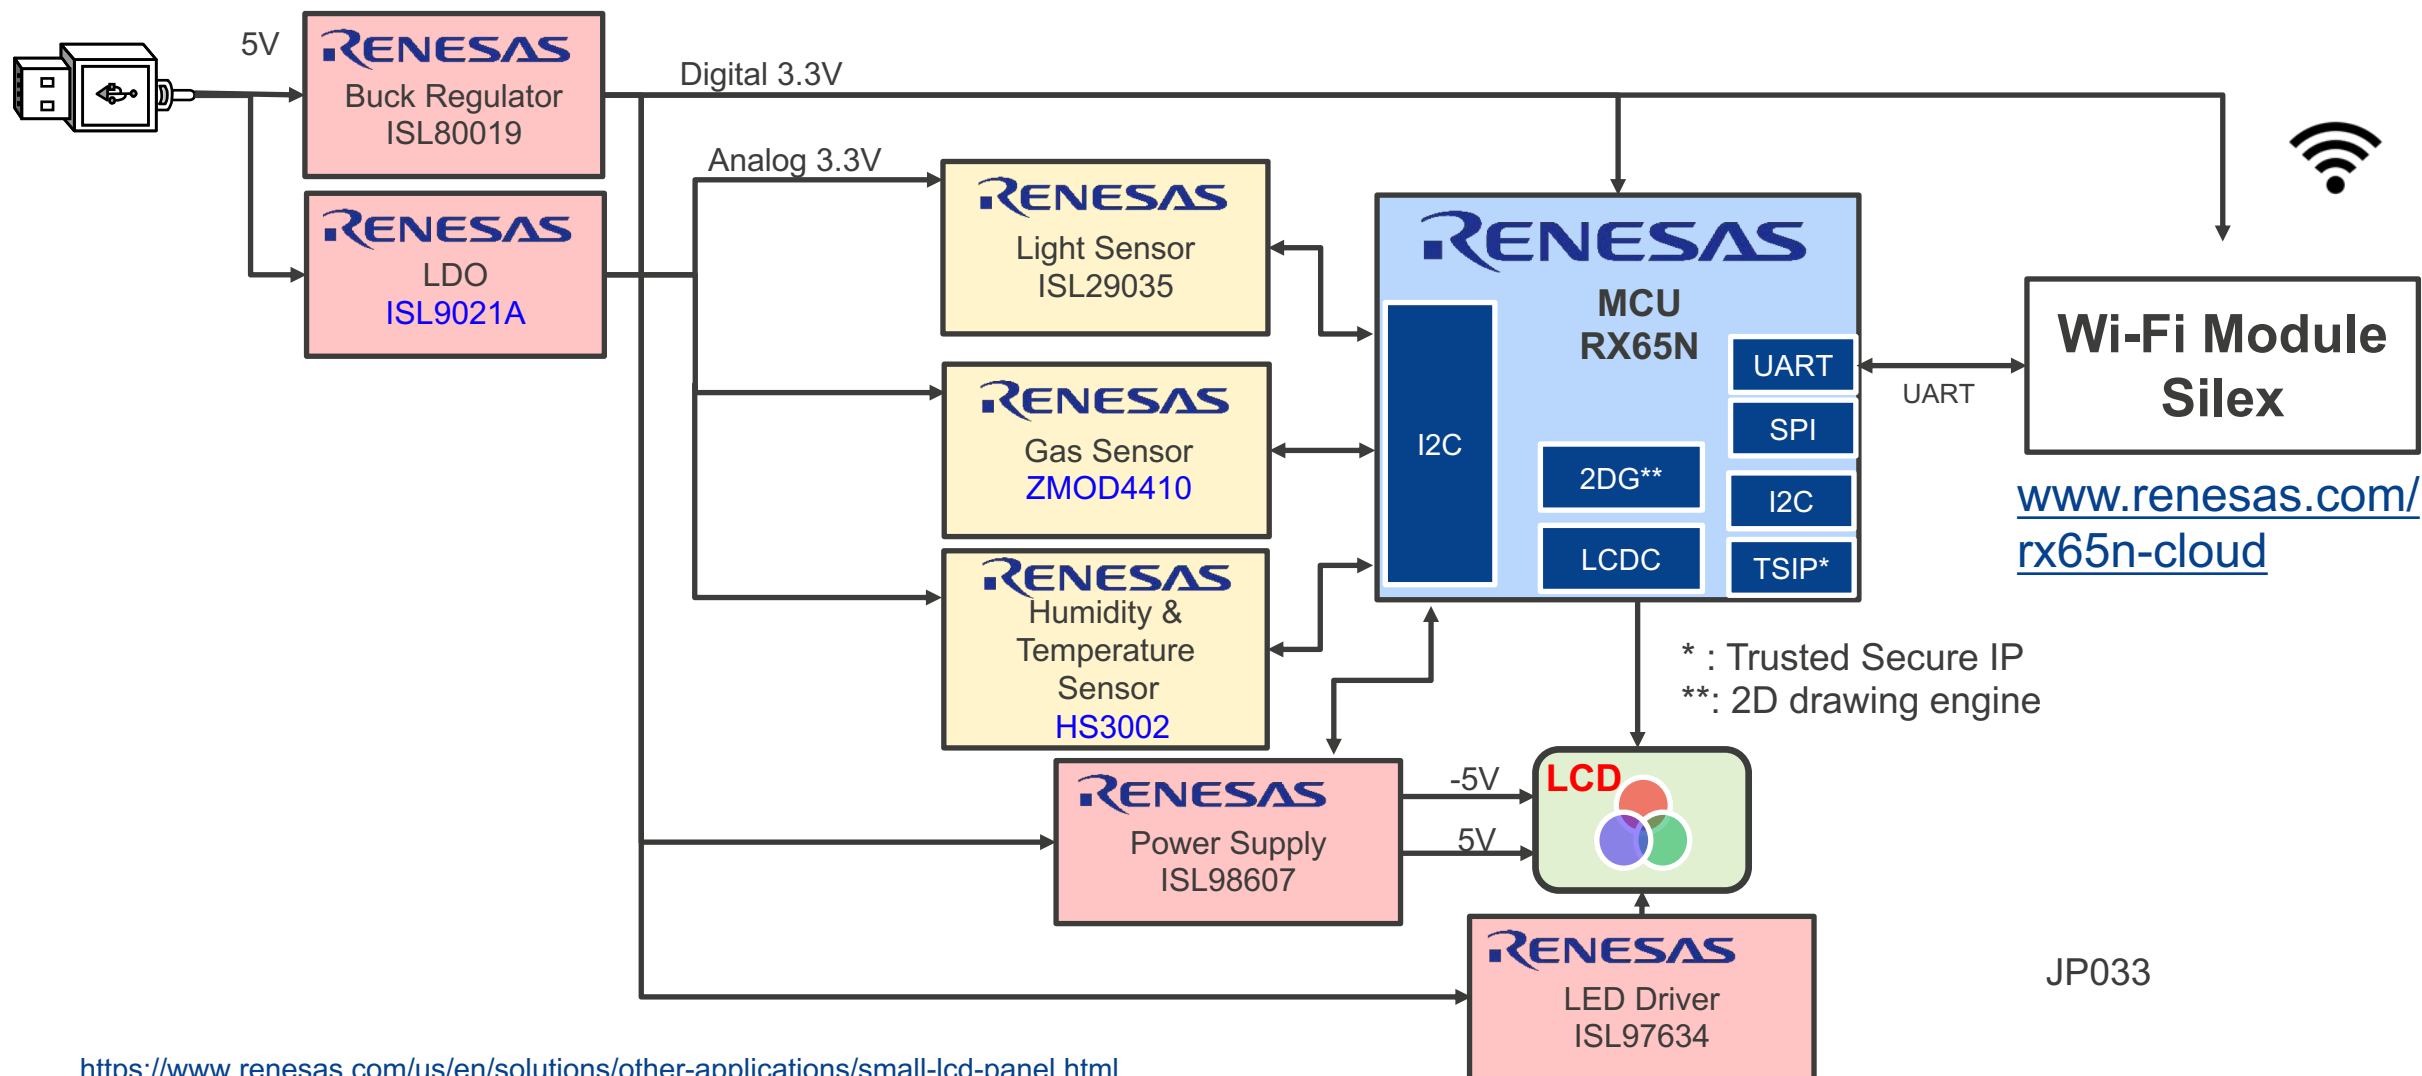 5V
RENESAS
Buck Regulator
ISL80019
Digital 3.3V
RENESAS
LDO
ISL9021A
Analog 3.3V
RENESAS
Light Sensor
ISL29035
RENESAS
Gas Sensor
ZMOD4410
RENESAS
Humidity &
Temperature
Sensor
HS3002
RENESAS
MCU
RX65N
I2C
UART
SPI
2DG**
I2C
LCDC
TSIP*
UART
Wi-Fi Module
Silex
www.renesas.com/
rx65n-cloud
* : Trusted Secure IP
**: 2D drawing engine
RENESAS
Power Supply
ISL98607
-5V
5V
LCD
RENESAS
LED Driver
ISL97634
JP033
https://www.renesas.com/us/en/solutions/other-applications/small-lcd-panel.html